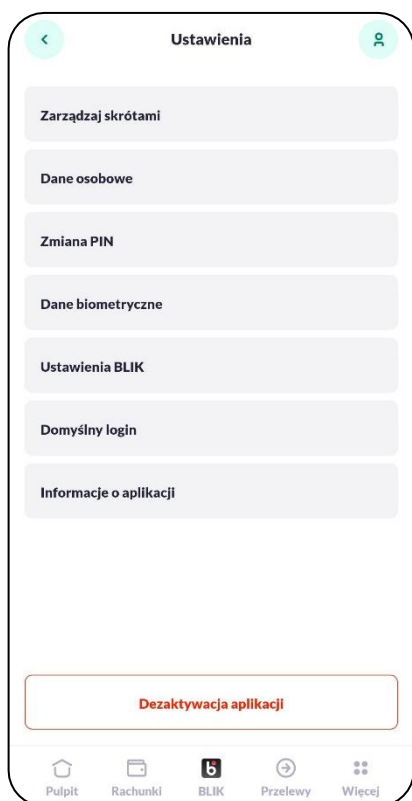 Ustawienia
Zarządzaj skrótami
Dane osobowe
Zmiana PIN
Dane biometryczne
Ustawienia BLIK
Domyślny login
Informacje o aplikacji
Dezaktywacja aplikacji
Pulpit Rachunki BLIK Przelewy Więcej